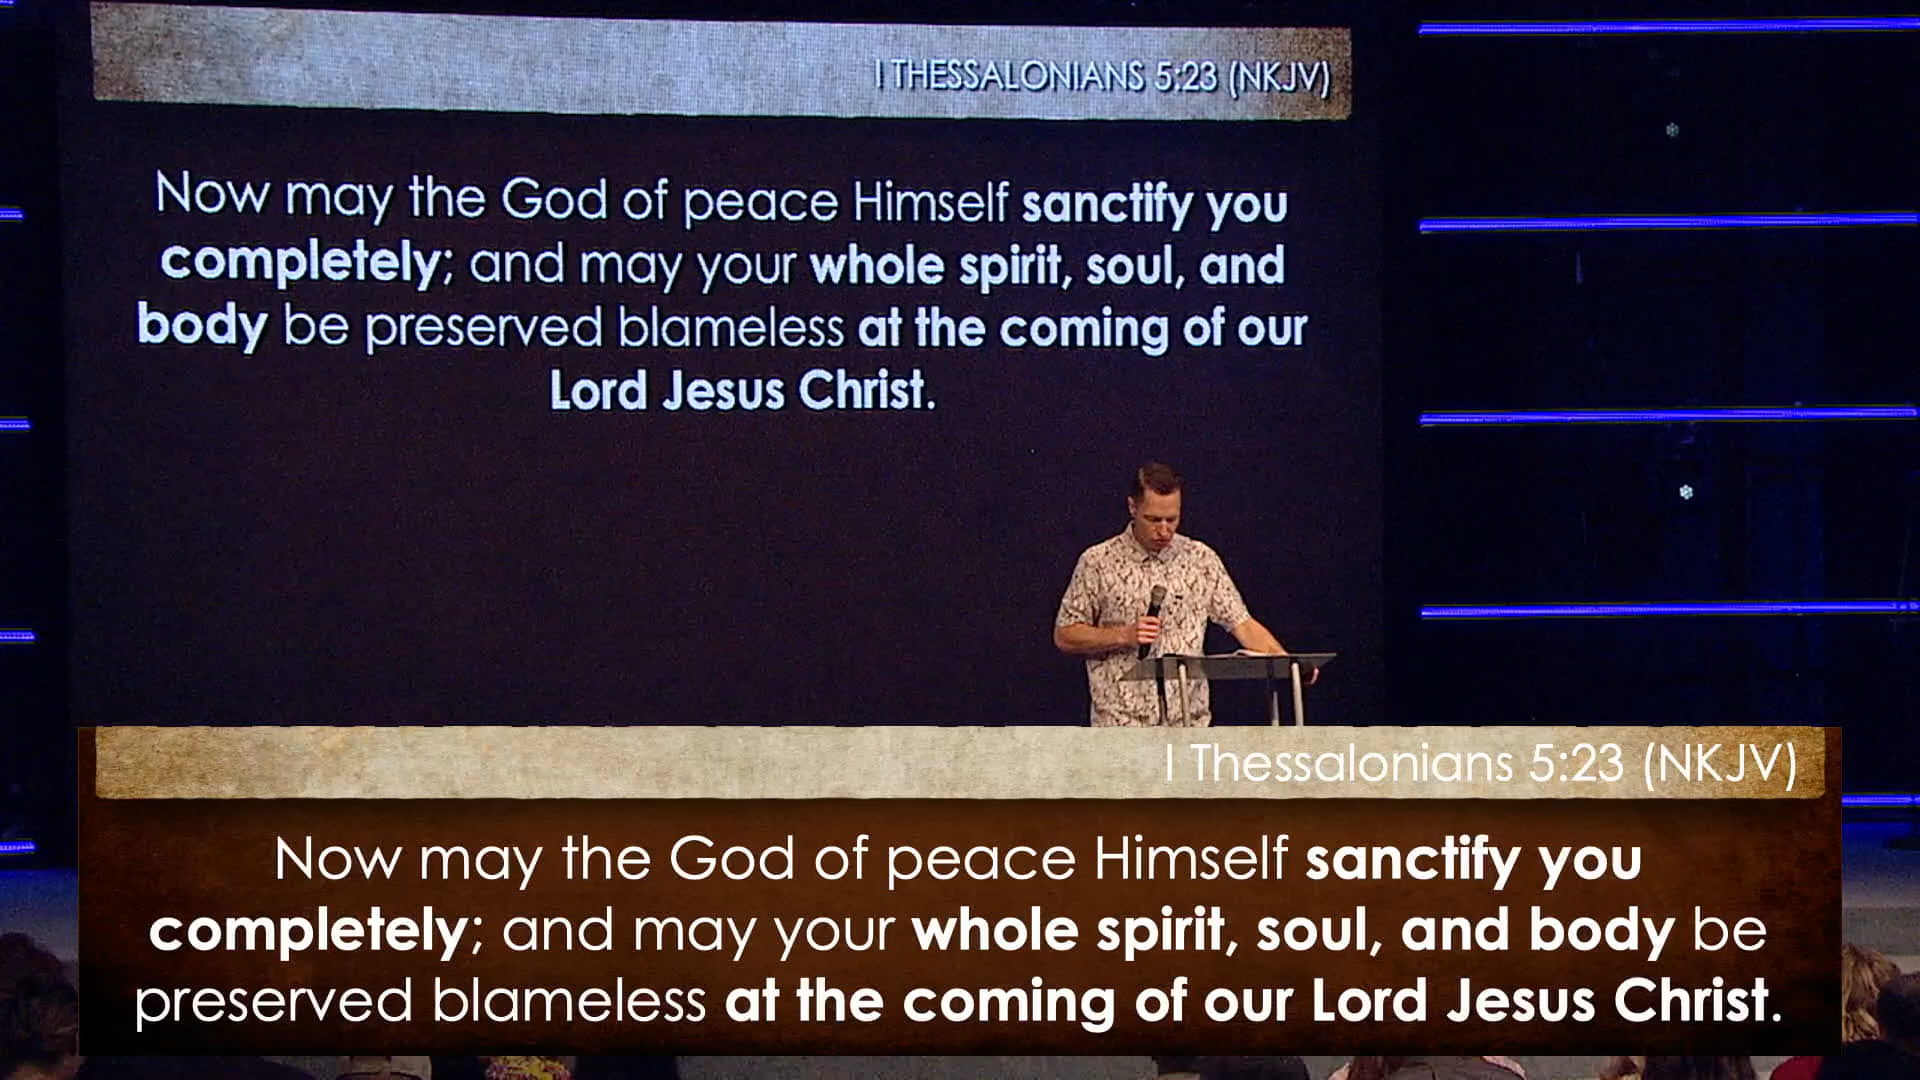 I THESSALONIANS 5:23 (NKJV)
Now may the God of peace Himself sanctify you
completely; and may your whole spirit, soul, and
body be preserved blameless at the coming of our
Lord Jesus Christ.
I Thessalonians 5:23 (NKJV)
Now may the God of peace Himself sanctify you
completely; and may your whole spirit, soul, and body be
preserved blameless at the coming of our Lord Jesus Christ.